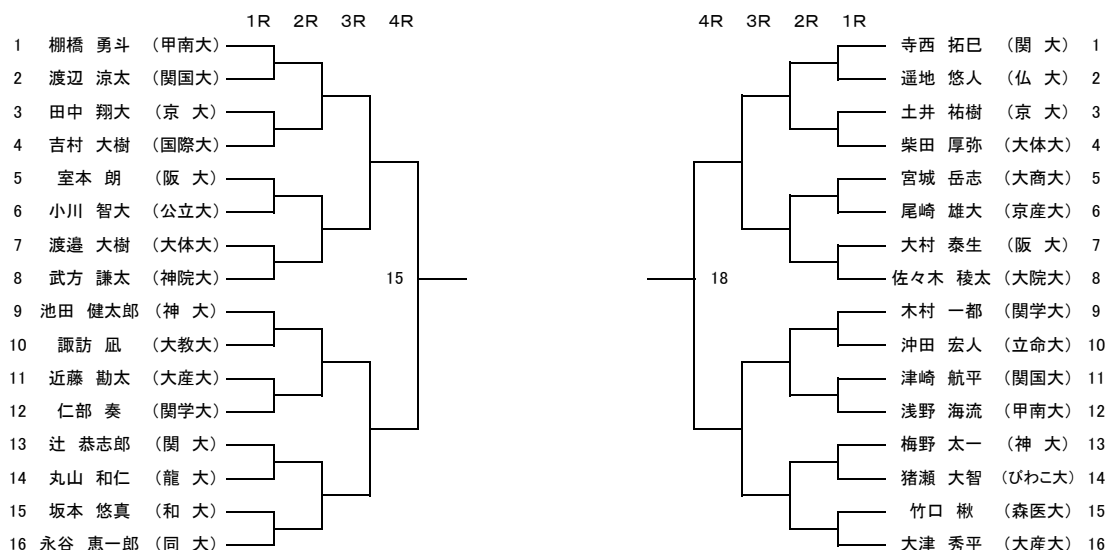 1R 2R 3R 4R
1 棚橋 勇斗 (甲南大)
2 渡辺 涼太 (関国大)
3 田中 翔大 (京 大)
4 吉村 大樹 (国際大)
5 室本 朗 (阪 大)
6 小川 智大 (公立大)
7 渡邉 大樹 (大体大)
8 武方 謙太 (神院大)
15
9 池田 健太郎 (神 大)
10 諏訪 凪 (大教大)
11 近藤 勘太 (大産大)
12 仁部 奏 (関学大)
13 辻 恭志郎 (関 大)
14 丸山 和仁 (龍 大)
15 坂本 悠真 (和 大)
16 永谷 恵一郎 (同 大)
4R 3R 2R 1R
寺西 拓巳 (関 大) 1
遥地 悠人 (仏 大) 2
土井 祐樹 (京 大) 3
柴田 厚弥 (大体大) 4
宮城 岳志 (大商大) 5
尾崎 雄大 (京産大) 6
大村 泰生 (阪 大) 7
18
佐々木 稜太 (大院大) 8
木村 一都 (関学大) 9
沖田 宏人 (立命大) 10
津崎 航平 (関国大) 11
浅野 海流 (甲南大) 12
梅野 太一 (神 大) 13
猪瀬 大智 (びわこ大) 14
竹口 楸 (森医大) 15
大津 秀平 (大産大) 16